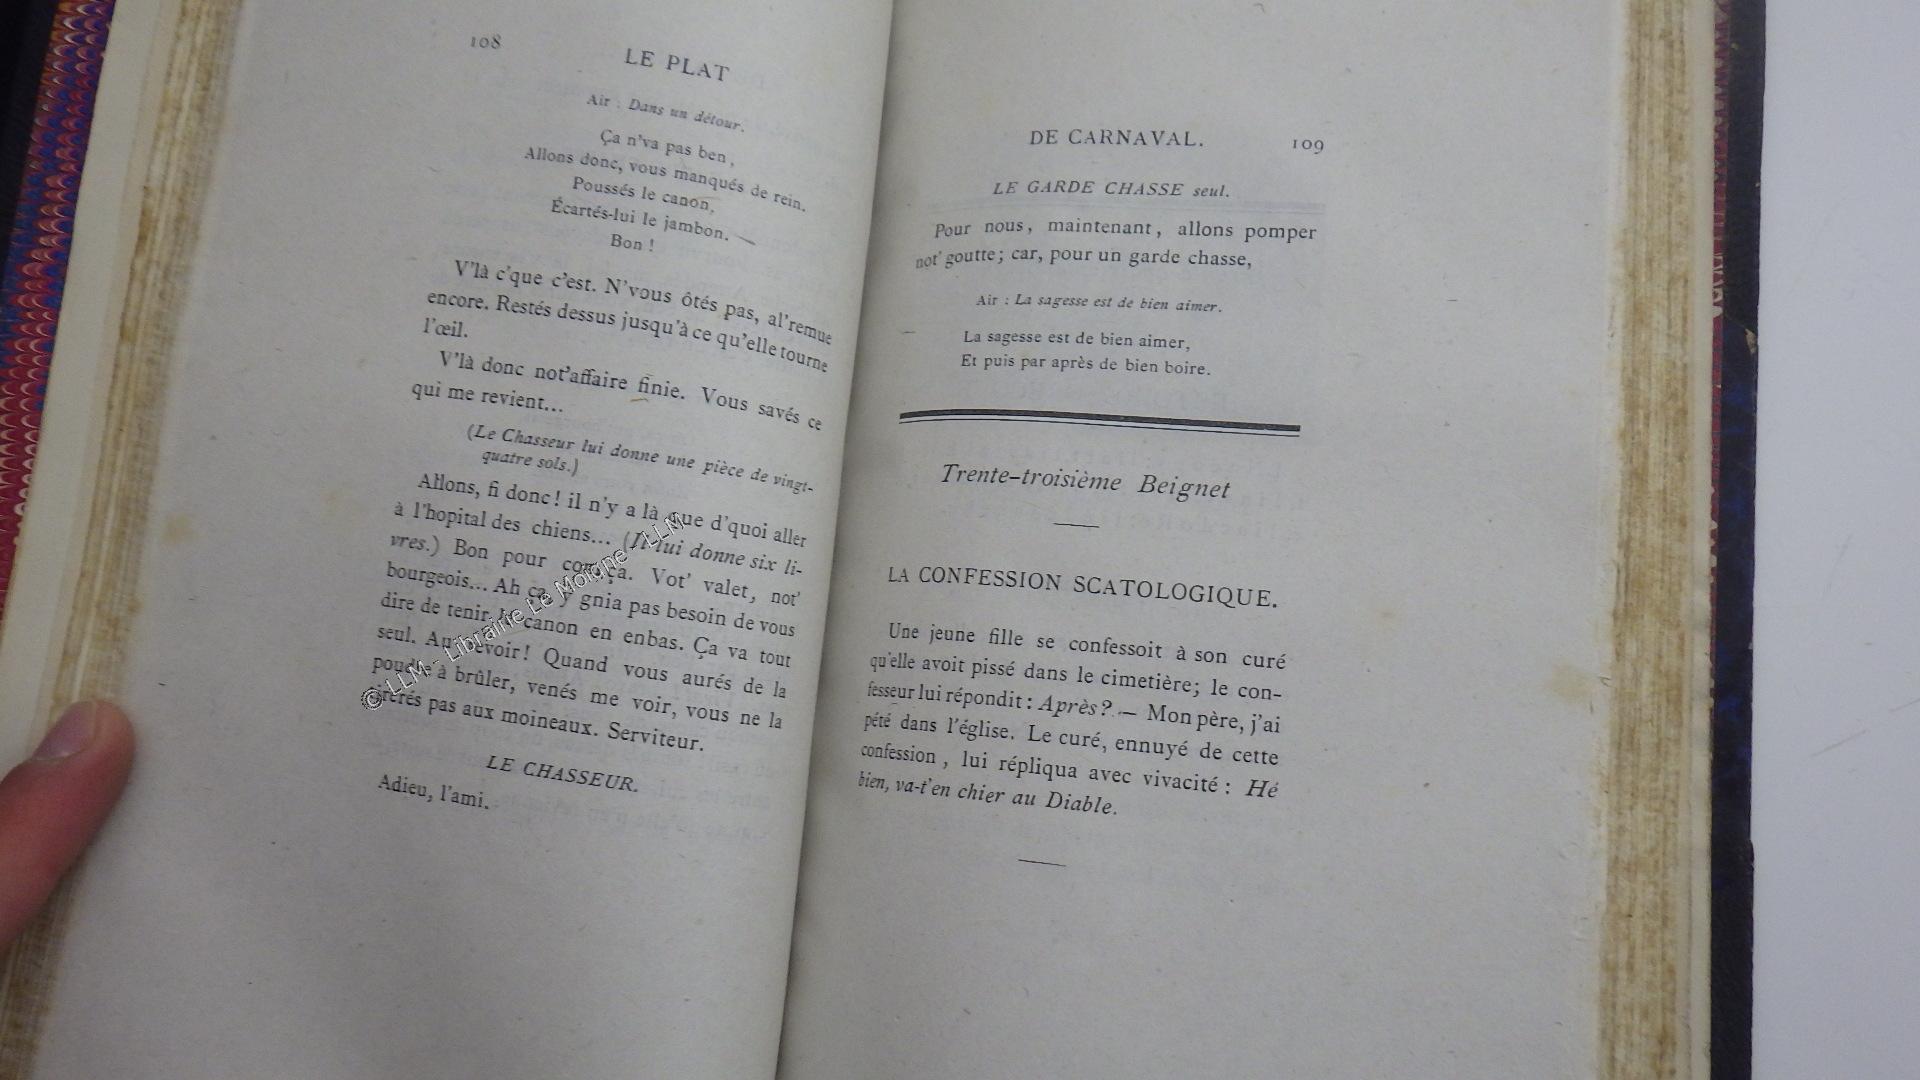 108
LE PLAT
Air : Dans un détour.
Ça n'va pas ben,
Allons donc, vous manqués de rein.
Poussés le canon,
Écartés-lui le jambon. —
Bon !
V'là c'que c'est. N'vous ôtés pas, al'remue
encore. Restés dessus jusqu'à ce qu'elle tourne
l'œil.
V'là donc not'affaire finie. Vous savés ce
qui me revient...
(Le Chasseur lui donne une pièce de vingt-
quatre sols.)
Allons, fi donc ! il n'y a là que d'quoi aller
à l'hopital des chiens... (Il lui donne six li-
vres.) Bon pour com'ça. Vot' valet, not'
bourgeois... Ah ça, y gnia pas besoin de vous
dire de tenir le canon en enbas. Ça va tout
seul. Au revoir ! Quand vous aurés de la
poudre à brûler, venés me voir, vous ne la
tirerés pas aux moineaux. Serviteur.
LE CHASSEUR.
Adieu, l'ami.
© LLM - Librairie Le Moigne - LLM
DE CARNAVAL.
109
LE GARDE CHASSE seul.
Pour nous, maintenant, allons pomper
not' goutte; car, pour un garde chasse,
Air : La sagesse est de bien aimer.
La sagesse est de bien aimer,
Et puis par après de bien boire.
Trente-troisième Beignet
LA CONFESSION SCATOLOGIQUE.
Une jeune fille se confessoit à son curé
qu'elle avoit pissé dans le cimetière; le con-
fesseur lui répondit : Après ? — Mon père, j'ai
pété dans l'église. Le curé, ennuyé de cette
confession, lui répliqua avec vivacité : Hé
bien, va-t'en chier au Diable.